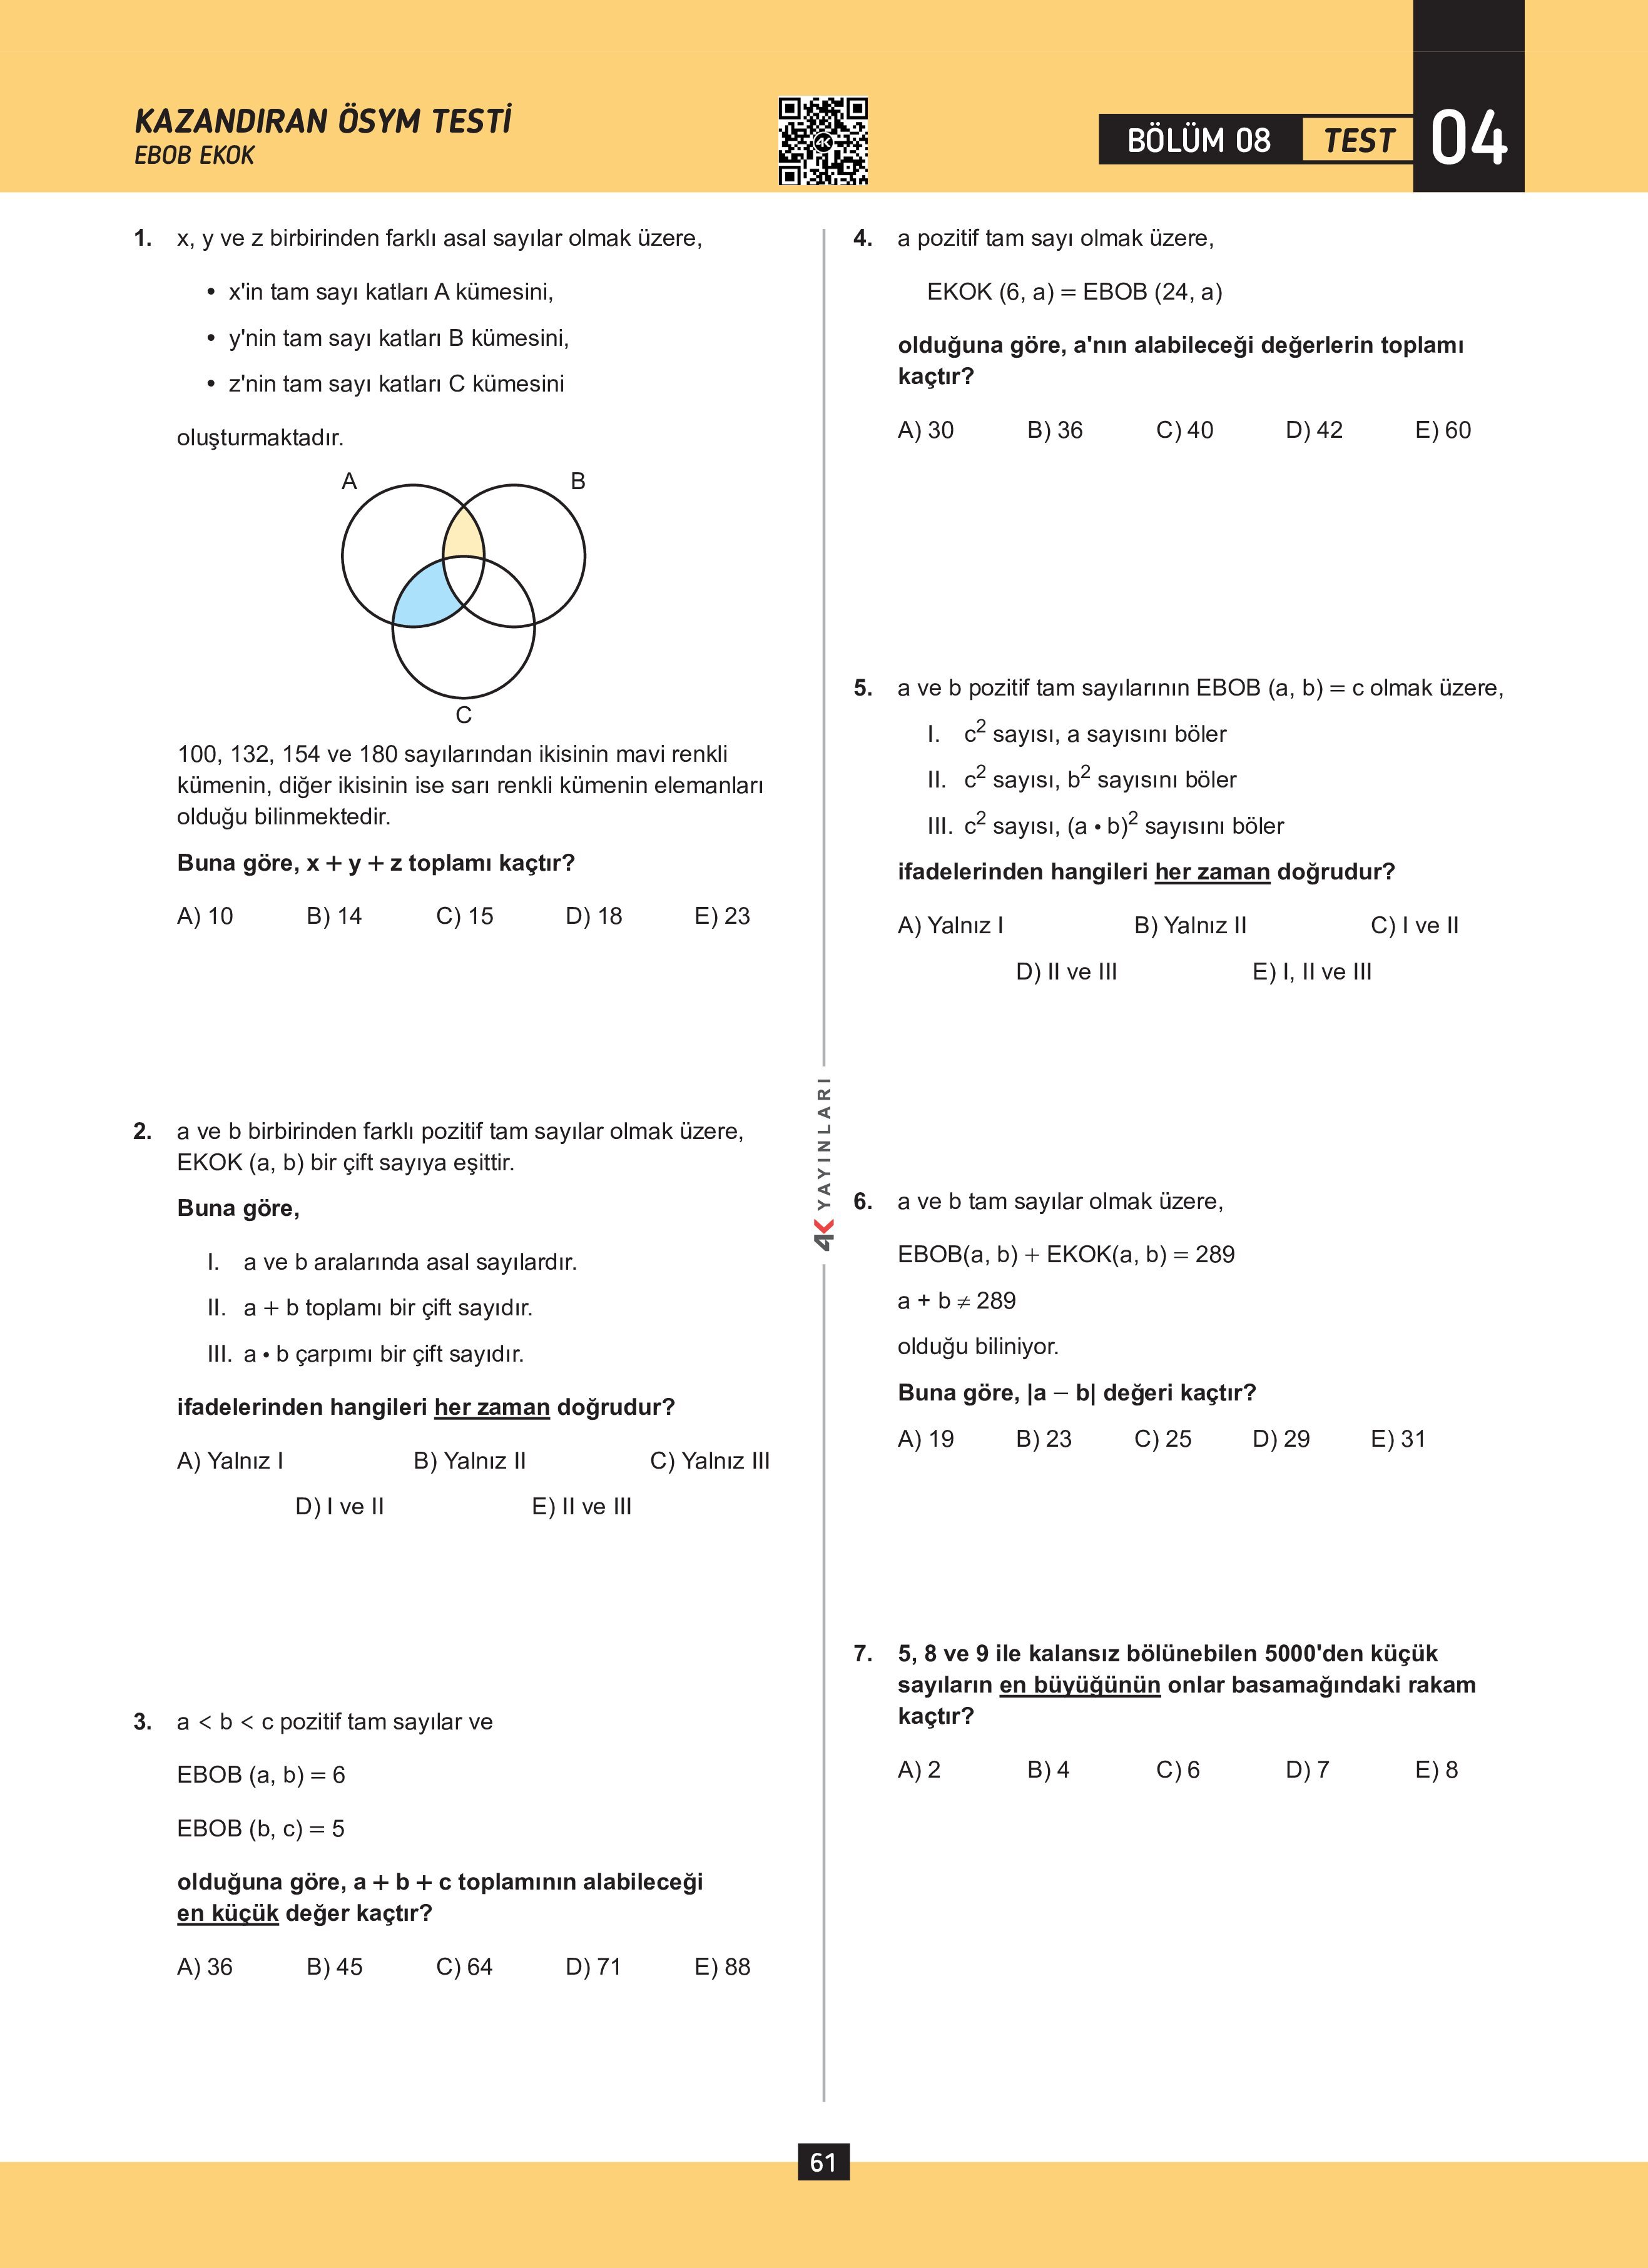 KAZANDIRAN ÖSYM TESTİ
EBOB EKOK
BÖLÜM 08
TEST
04
1. x, y ve z birbirinden farklı asal sayılar olmak üzere,
• x'in tam sayı katları A kümesini,
• y'nin tam sayı katları B kümesini,
• z'nin tam sayı katları C kümesini
oluşturmaktadır.
A
B
C
100, 132, 154 ve 180 sayılarından ikisinin mavi renkli
kümenin, diğer ikisinin ise sarı renkli kümenin elemanları
olduğu bilinmektedir.
Buna göre, x + y + z toplamı kaçtır?
A) 10 B) 14 C) 15 D) 18 E) 23
2. a ve b birbirinden farklı pozitif tam sayılar olmak üzere,
EKOK (a, b) bir çift sayıya eşittir.
Buna göre,
I. a ve b aralarında asal sayılardır.
II. a + b toplamı bir çift sayıdır.
III. a • b çarpımı bir çift sayıdır.
ifadelerinden hangileri her zaman doğrudur?
A) Yalnız I B) Yalnız II C) Yalnız III
D) I ve II E) II ve III
3. a < b < c pozitif tam sayılar ve
EBOB (a, b) = 6
EBOB (b, c) = 5
olduğuna göre, a + b + c toplamının alabileceği
en küçük değer kaçtır?
A) 36 B) 45 C) 64 D) 71 E) 88
4K YAYINLARI
4. a pozitif tam sayı olmak üzere,
EKOK (6, a) = EBOB (24, a)
olduğuna göre, a'nın alabileceği değerlerin toplamı
kaçtır?
A) 30 B) 36 C) 40 D) 42 E) 60
5. a ve b pozitif tam sayılarının EBOB (a, b) = c olmak üzere,
I. c² sayısı, a sayısını böler
II. c² sayısı, b² sayısını böler
III. c² sayısı, (a • b)² sayısını böler
ifadelerinden hangileri her zaman doğrudur?
A) Yalnız I B) Yalnız II C) I ve II
D) II ve III E) I, II ve III
6. a ve b tam sayılar olmak üzere,
EBOB(a, b) + EKOK(a, b) = 289
a + b ≠ 289
olduğu biliniyor.
Buna göre, |a – b| değeri kaçtır?
A) 19 B) 23 C) 25 D) 29 E) 31
7. 5, 8 ve 9 ile kalansız bölünebilen 5000'den küçük
sayıların en büyüğünün onlar basamağındaki rakam
kaçtır?
A) 2 B) 4 C) 6 D) 7 E) 8
61